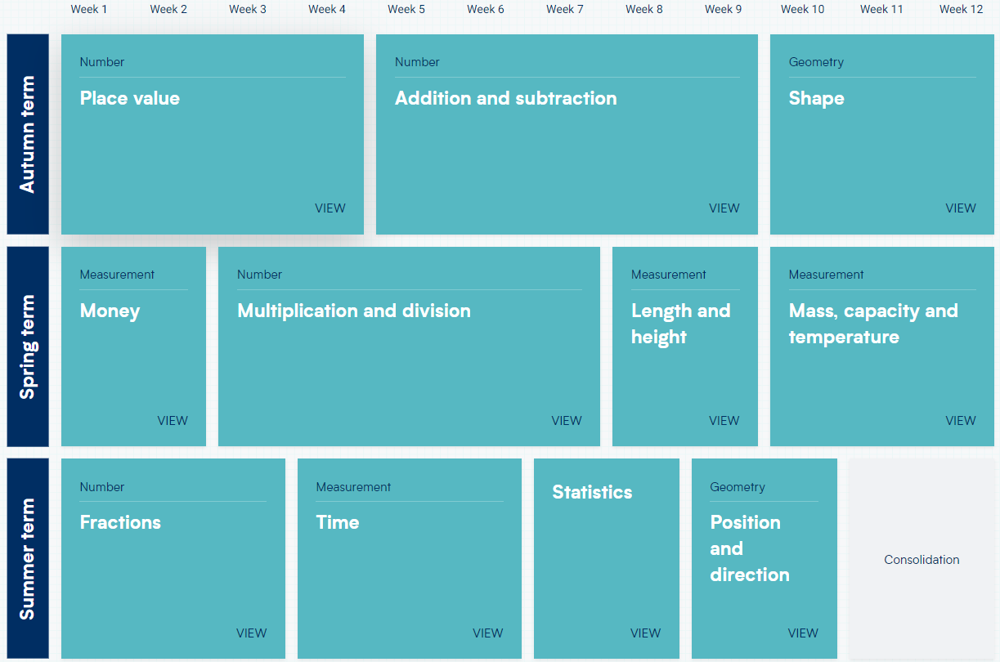 Week 1 Week 2 Week 3 Week 4 Week 5 Week 6 Week 7 Week 8 Week 9 Week 10 Week 11 Week 12
Autumn term
Number
Place value
VIEW
Number
Addition and subtraction
VIEW
Geometry
Shape
VIEW
Spring term
Measurement
Money
VIEW
Number
Multiplication and division
VIEW
Measurement
Length and
height
VIEW
Measurement
Mass, capacity and
temperature
VIEW
Summer term
Number
Fractions
VIEW
Measurement
Time
VIEW
Statistics
VIEW
Geometry
Position
and
direction
VIEW
Consolidation